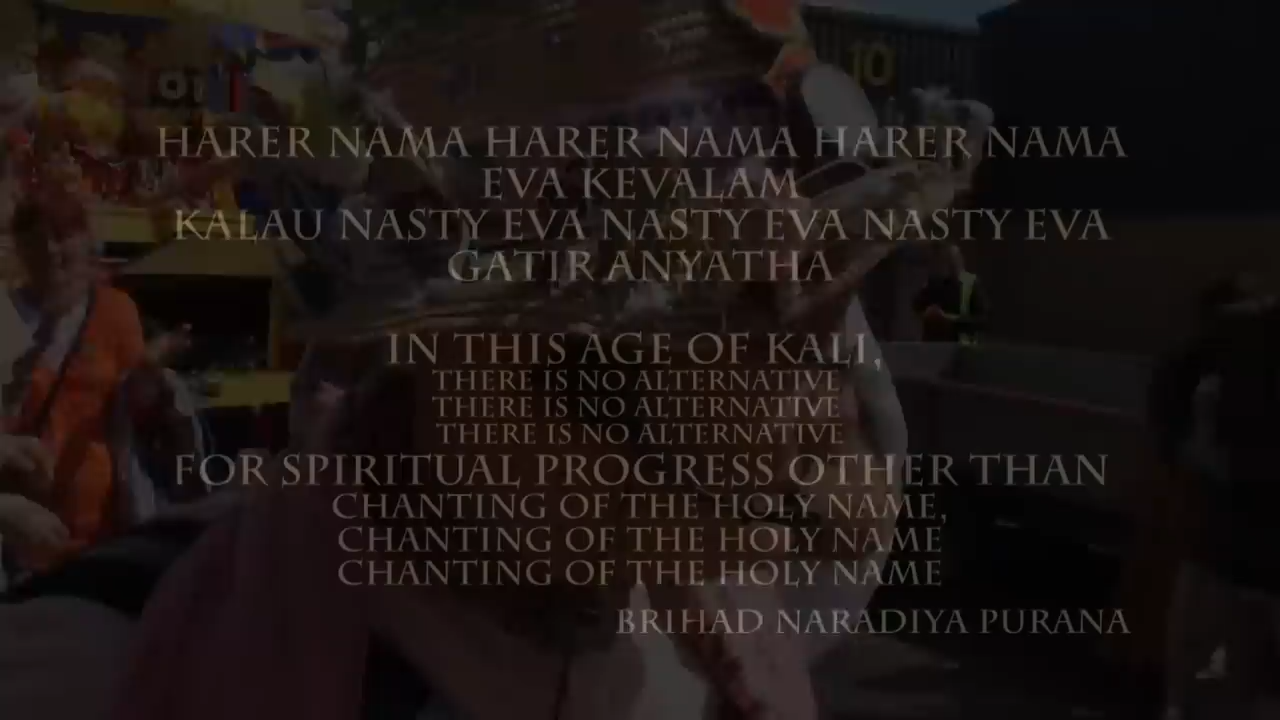 HARER NAMA HARER NAMA HARER NAMA
EVA KEVALAM
KALAU NASTY EVA NASTY EVA NASTY EVA
GATIR ANYATHA
IN THIS AGE OF KALI,
THERE IS NO ALTERNATIVE
THERE IS NO ALTERNATIVE
THERE IS NO ALTERNATIVE
FOR SPIRITUAL PROGRESS OTHER THAN
CHANTING OF THE HOLY NAME,
CHANTING OF THE HOLY NAME
CHANTING OF THE HOLY NAME
BRIHAD NARADIYA PURANA
10